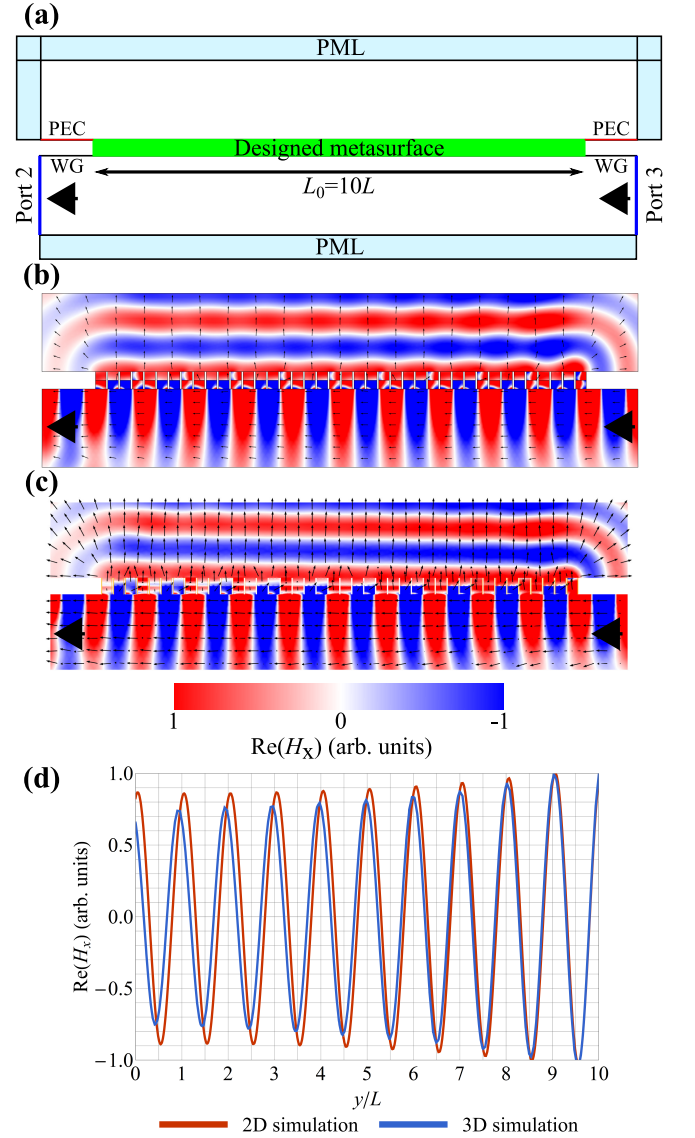 (a)
PML
PEC
PEC
Designed metasurface
WG
WG
L₀=10L
Port 2
Port 3
PML
(b)
(c)
1
0
-1
Re(Hx) (arb. units)
(d)
1.0
0.5
0.0
−0.5
−1.0
Re(Hx) (arb. units)
0 1 2 3 4 5 6 7 8 9 10
y/L
2D simulation
3D simulation